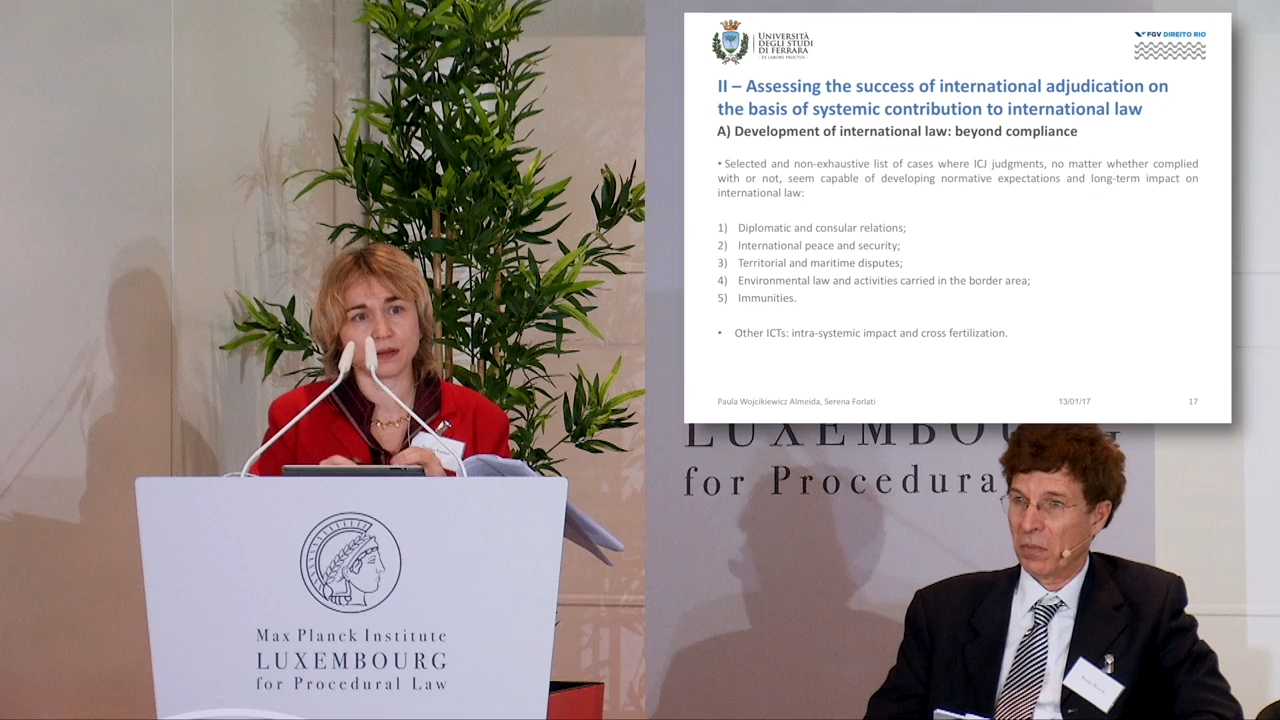 UNIVERSITÀ
DEGLI STUDI
DI FERRARA
- EX LABORE FRUCTUS -
FGV DIREITO RIO
II – Assessing the success of international adjudication on
the basis of systemic contribution to international law
A) Development of international law: beyond compliance
• Selected and non-exhaustive list of cases where ICJ judgments, no matter whether complied
with or not, seem capable of developing normative expectations and long-term impact on
international law:
1) Diplomatic and consular relations;
2) International peace and security;
3) Territorial and maritime disputes;
4) Environmental law and activities carried in the border area;
5) Immunities.
• Other ICTs: intra-systemic impact and cross fertilization.
Paula Wojcikiewicz Almeida, Serena Forlati 13/01/17 17
LUXEMBOU G
for Procedura
Max Planck Institute
LUXEMBOURG
for Procedural Law